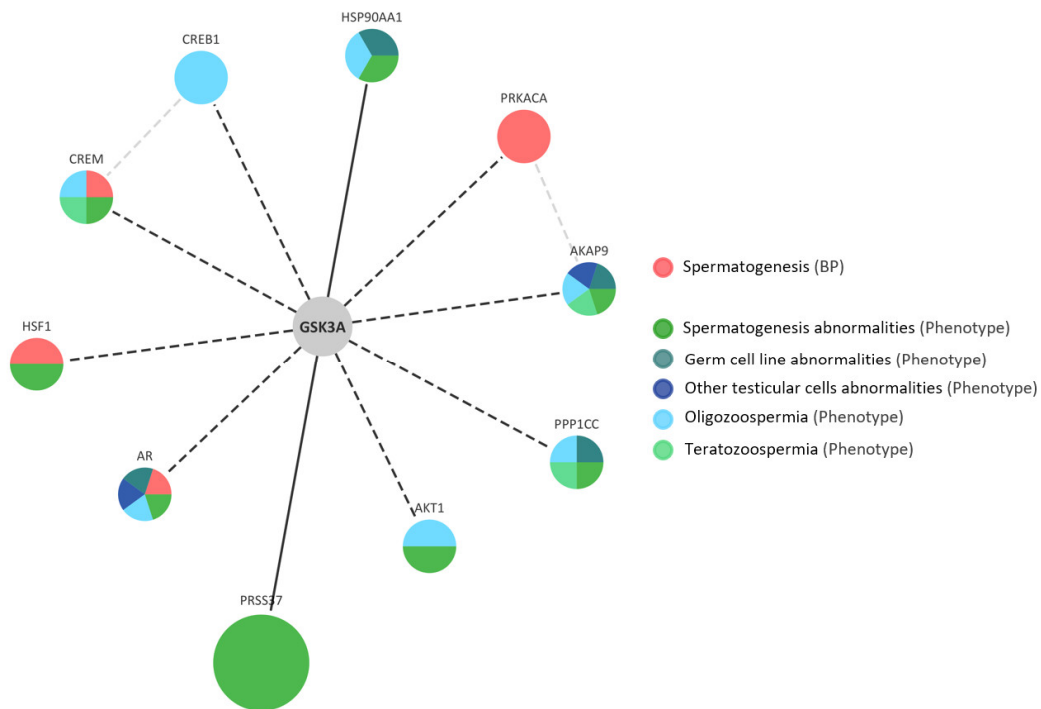 HSP90AA1
CREB1
PRKACA
CREM
AKAP9
GSK3A
HSF1
PPP1CC
AR
AKT1
PRSS37
Spermatogenesis (BP)
Spermatogenesis abnormalities (Phenotype)
Germ cell line abnormalities (Phenotype)
Other testicular cells abnormalities (Phenotype)
Oligozoospermia (Phenotype)
Teratozoospermia (Phenotype)